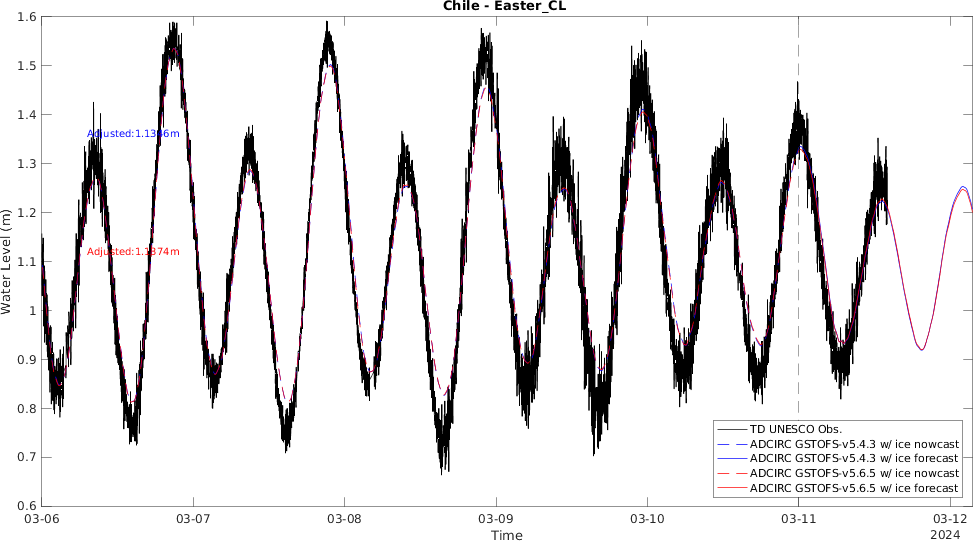 Chile - Easter_CL
1.6
1.5
1.4
1.3
1.2
1.1
1
0.9
0.8
0.7
0.6
Water Level (m)
Adjusted:1.1346m
Adjusted:1.1374m
TD UNESCO Obs.
ADCIRC GSTOFS-v5.4.3 w/ ice nowcast
ADCIRC GSTOFS-v5.4.3 w/ ice forecast
ADCIRC GSTOFS-v5.6.5 w/ ice nowcast
ADCIRC GSTOFS-v5.6.5 w/ ice forecast
03-06 03-07 03-08 03-09 03-10 03-11 03-12
Time
2024